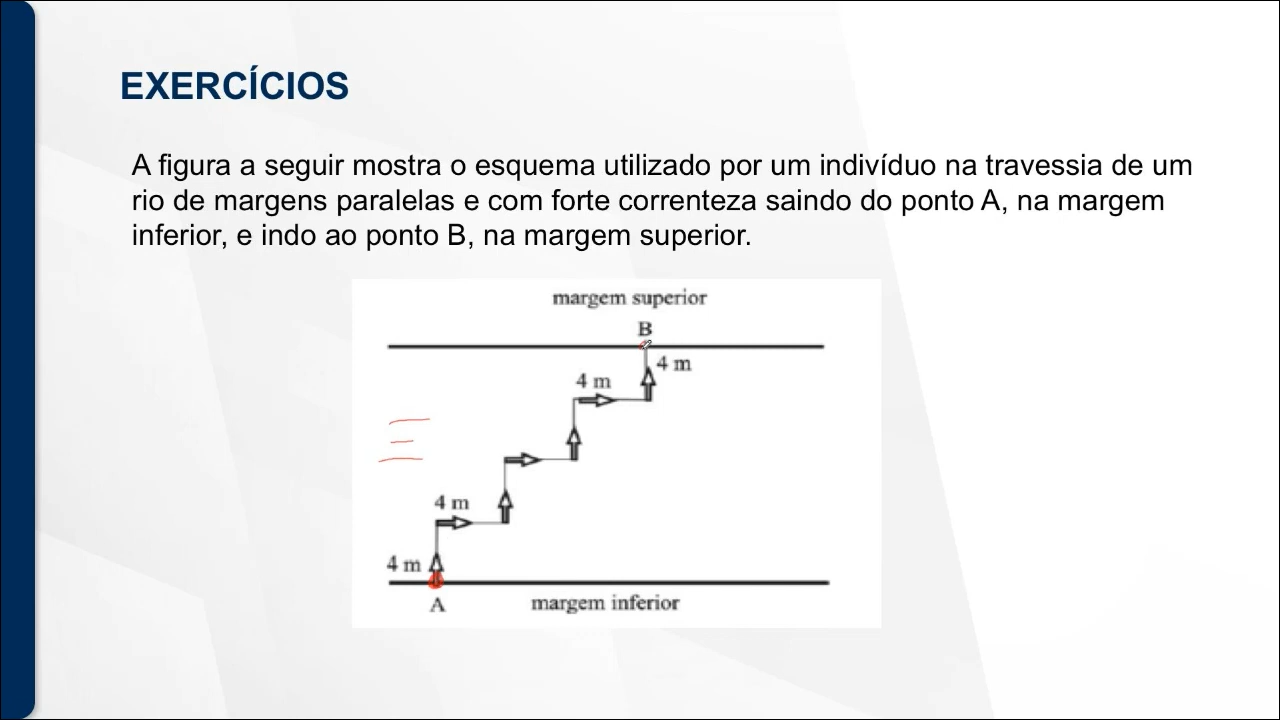 EXERCÍCIOS
A figura a seguir mostra o esquema utilizado por um indivíduo na travessia de um
rio de margens paralelas e com forte correnteza saindo do ponto A, na margem
inferior, e indo ao ponto B, na margem superior.
margem superior
B
4 m
4 m
4 m
4 m
A
margem inferior